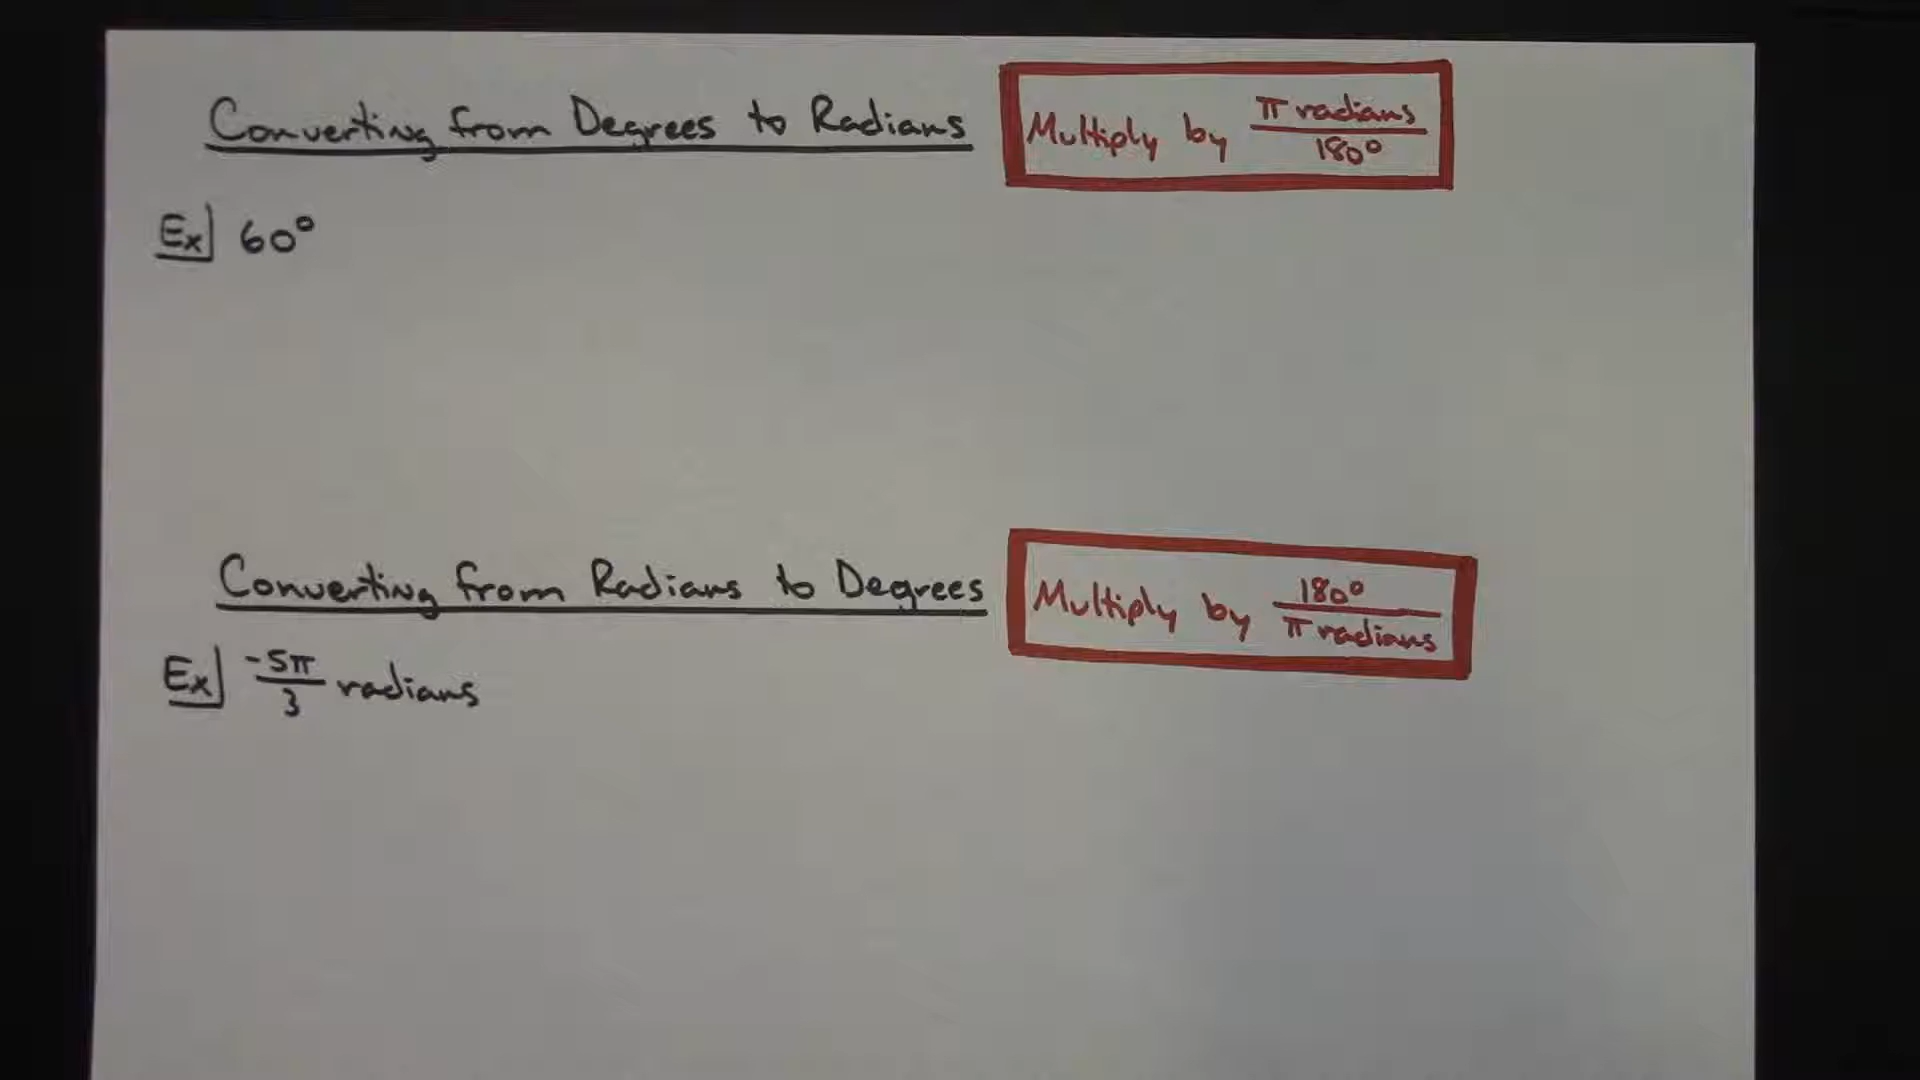 Converting from Degrees to Radians
Multiply by π radians / 180°
Ex 60°
Converting from Radians to Degrees
Multiply by 180° / π radians
Ex -5π/3 radians